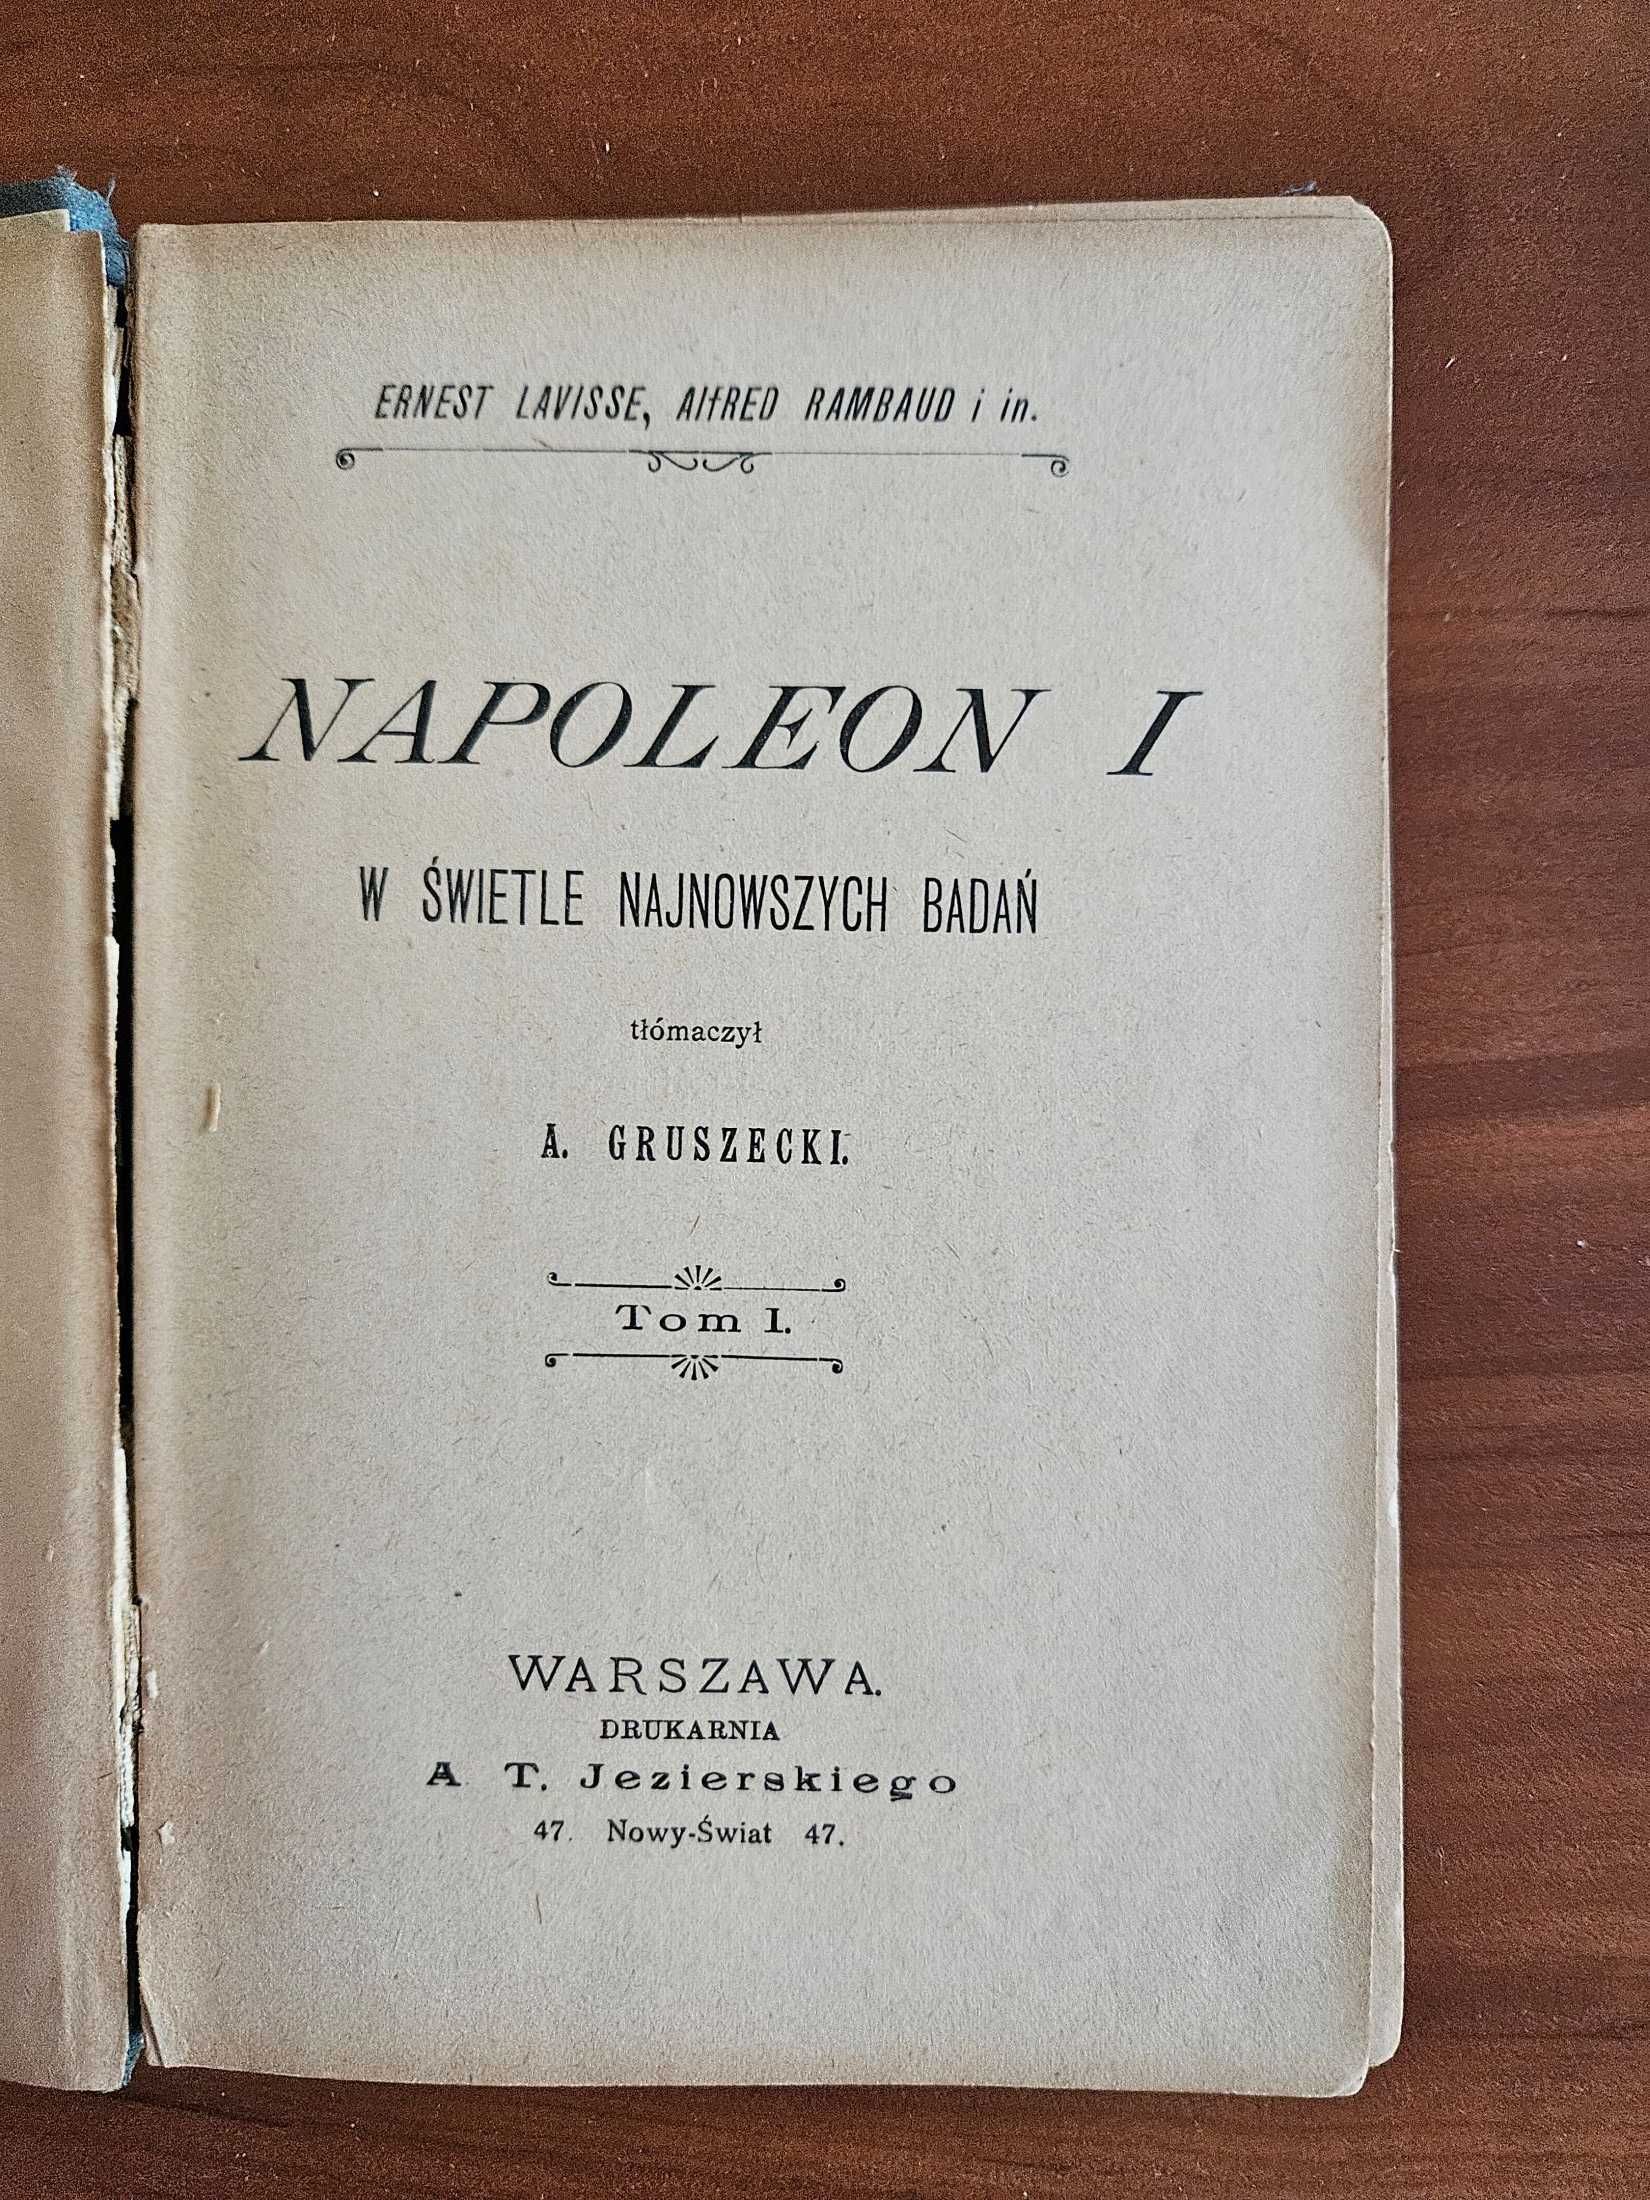 ERNEST LAVISSE, AlfRED RAMBAUD i in.
NAPOLEON I
W ŚWIETLE NAJNOWSZYCH BADAŃ
tłómaczył
A. GRUSZECKI.
Tom I.
WARSZAWA.
DRUKARNIA
A T. Jezierskiego
47. Nowy-Świat 47.